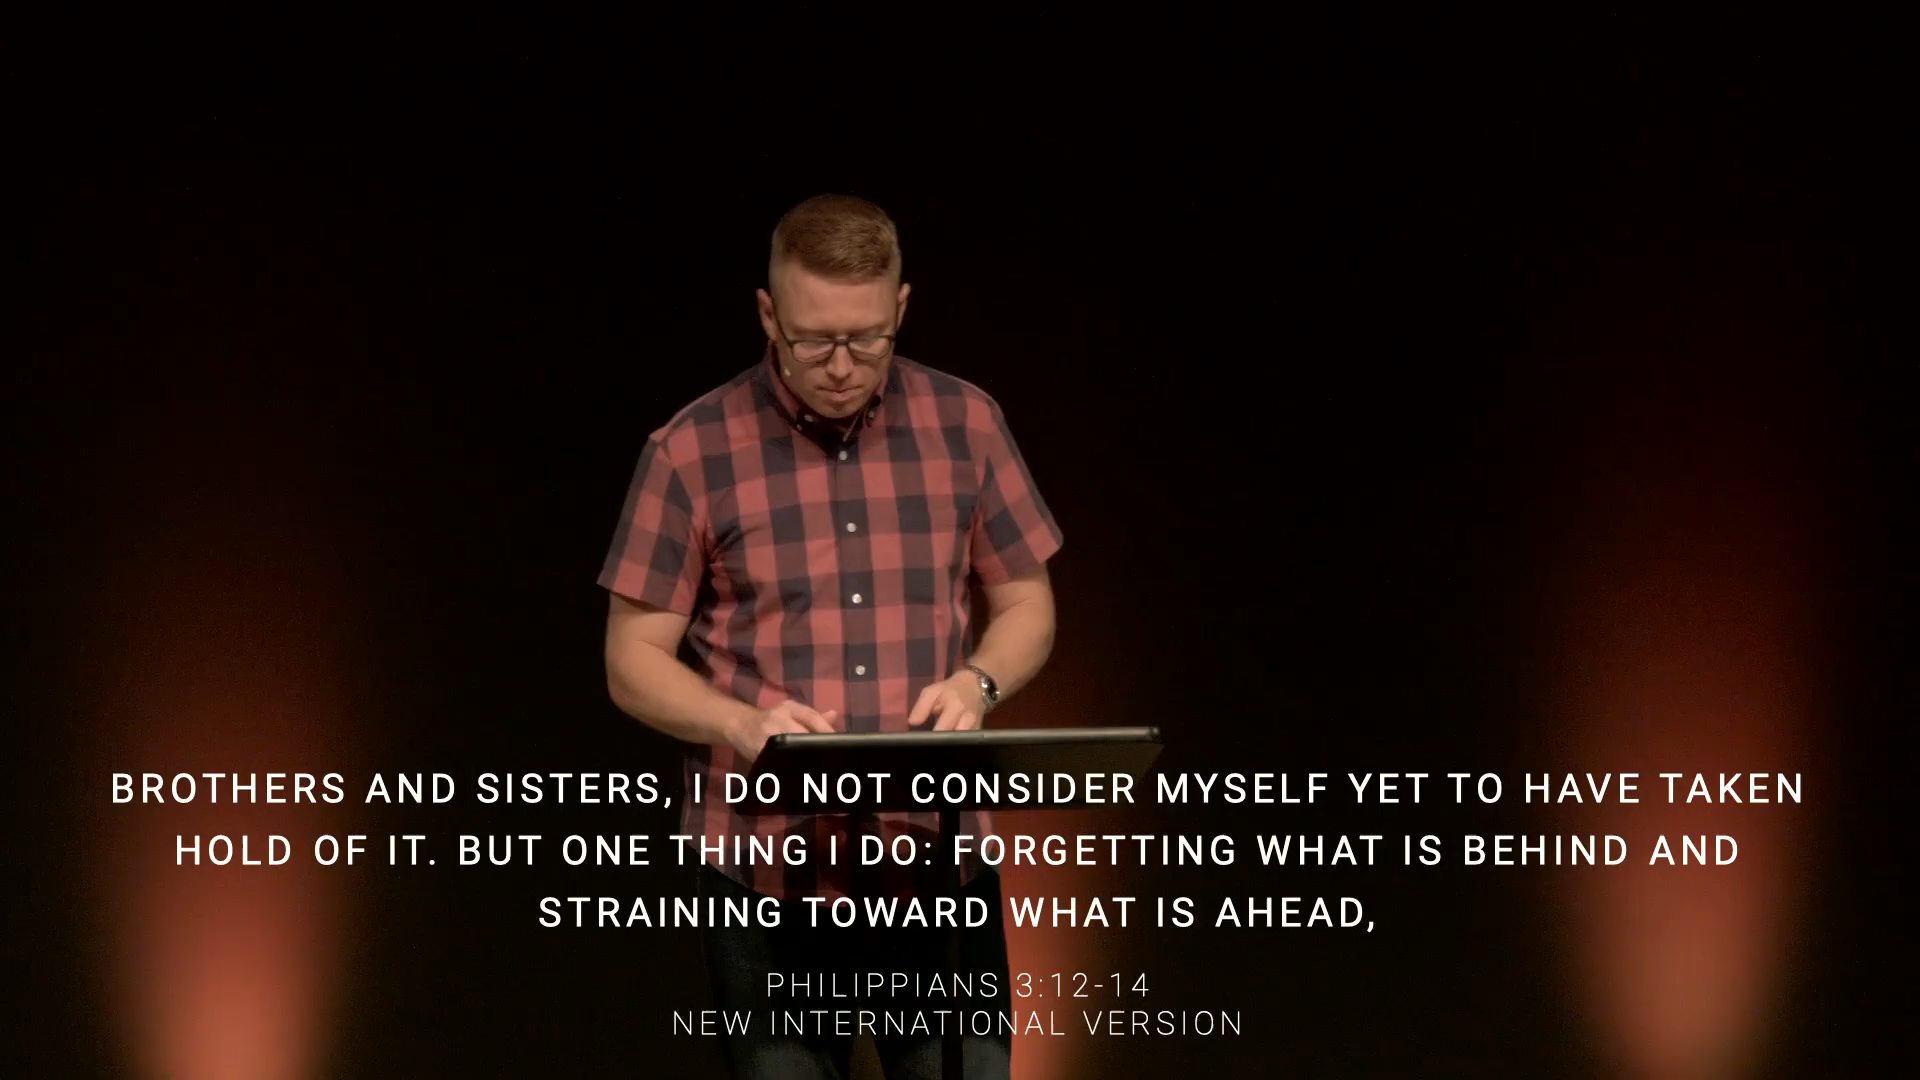 BROTHERS AND SISTERS, I DO NOT CONSIDER MYSELF YET TO HAVE TAKEN
HOLD OF IT. BUT ONE THING I DO: FORGETTING WHAT IS BEHIND AND
STRAINING TOWARD WHAT IS AHEAD,
PHILIPPIANS 3:12-14
NEW INTERNATIONAL VERSION